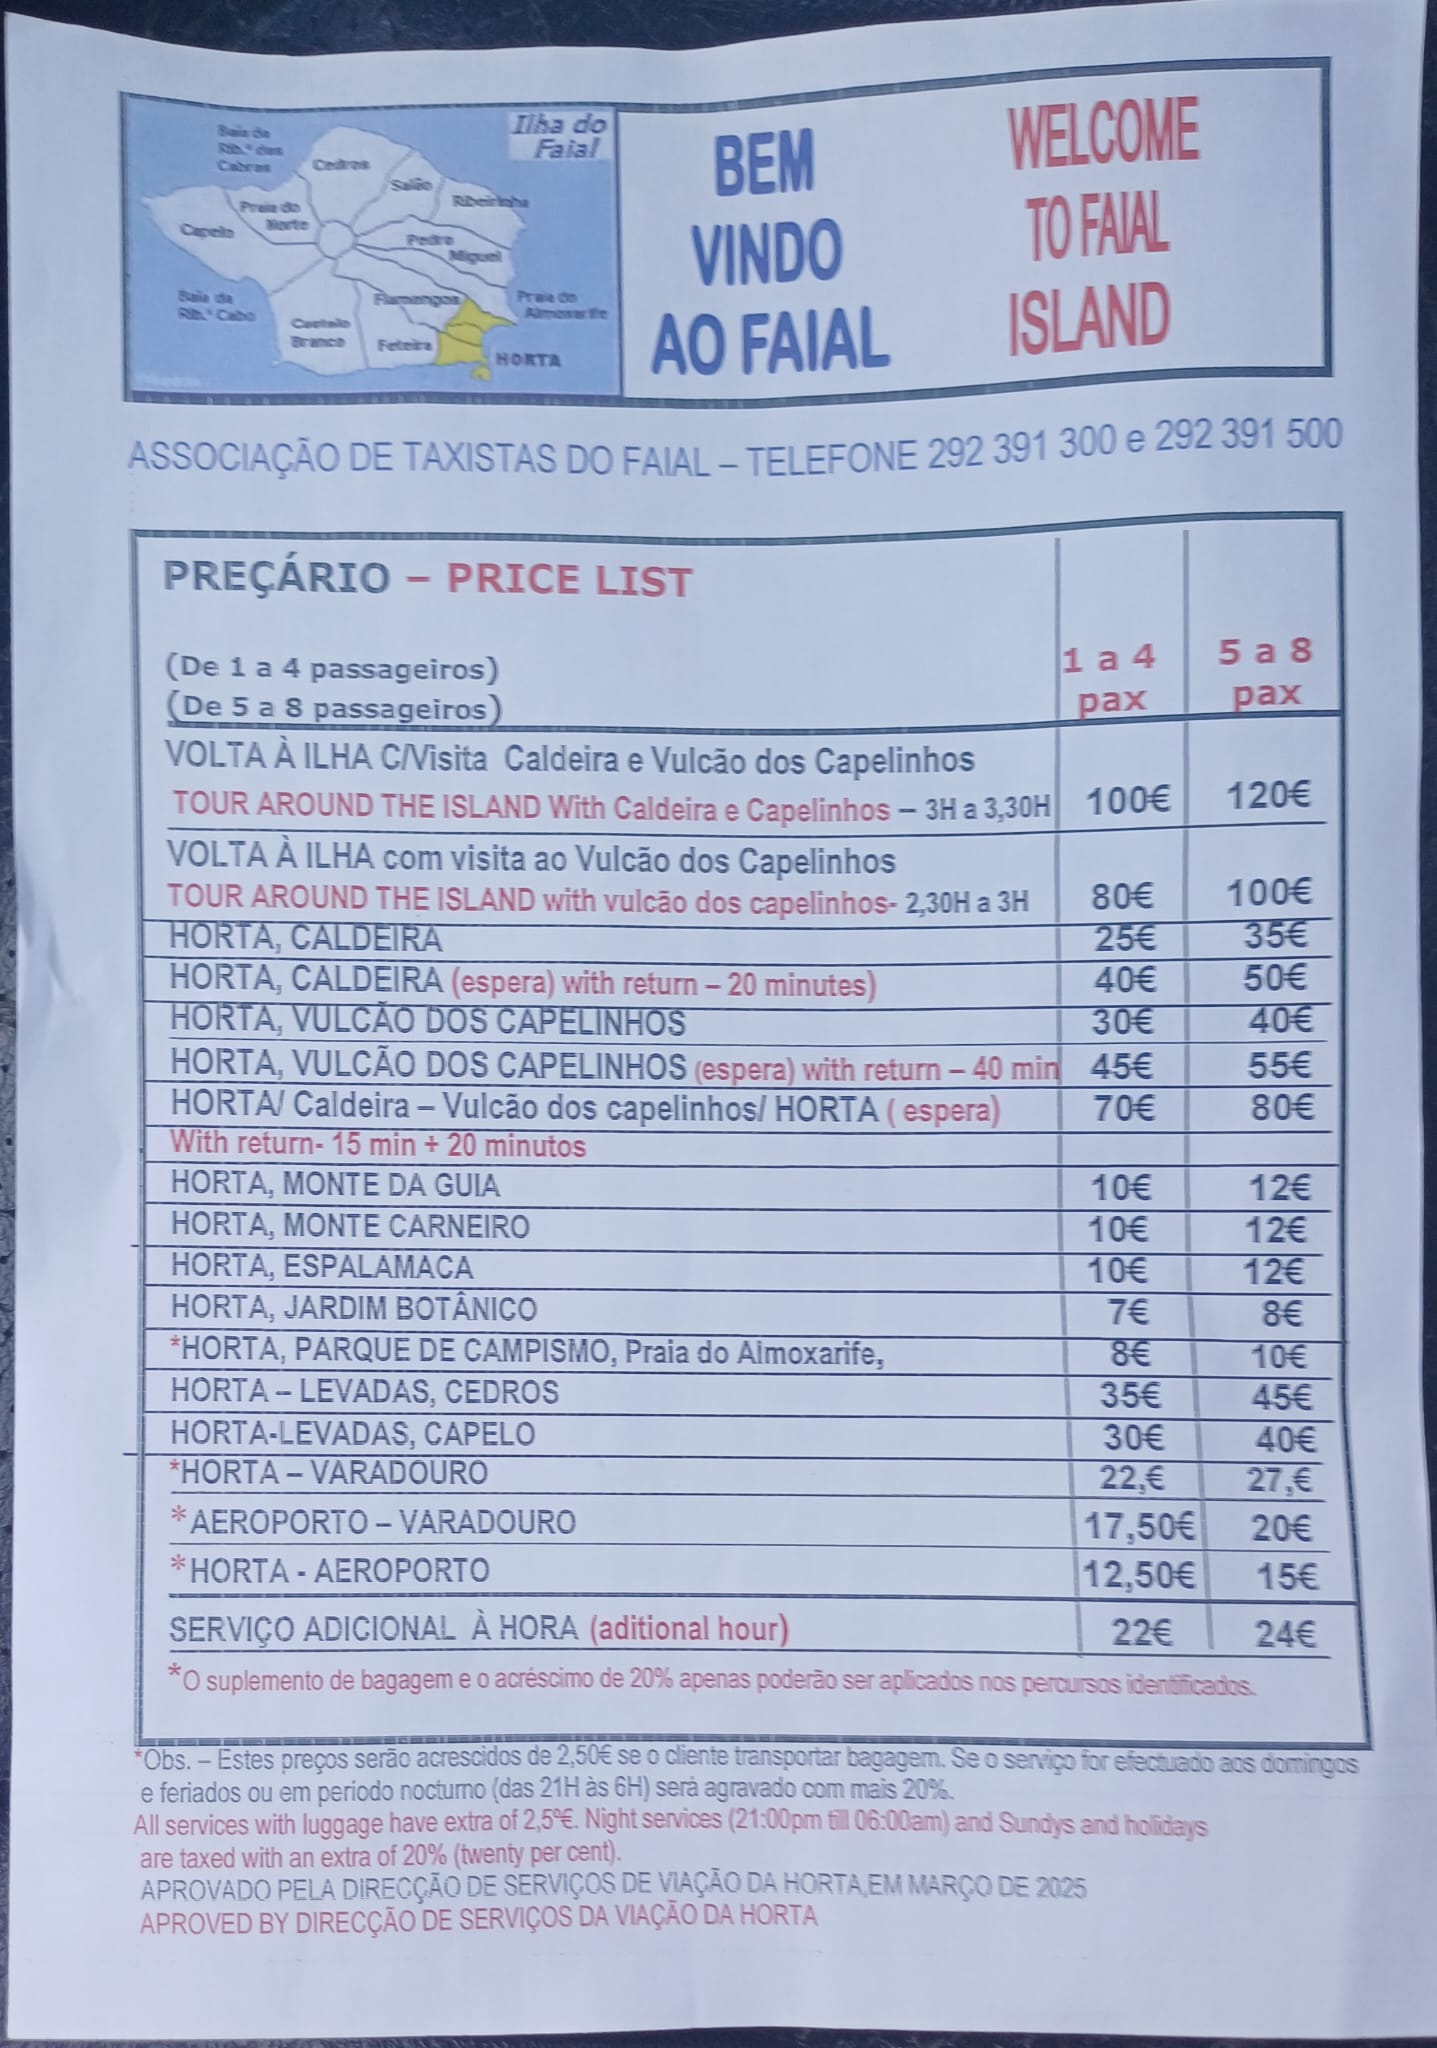 Ilha do
Faial
Baia da
Rib.ª das
Cabras
Cedros
Salão
Ribeirinha
Praia do
Norte
Capelo
Pedro
Miguel
Baia da
Rib.ª Cabo
Flamengos
Praia do
Almoxarife
Castelo
Branco
Feteira
HORTA
BEM
VINDO
AO FAIAL
WELCOME
TO FAIAL
ISLAND
ASSOCIAÇÃO DE TAXISTAS DO FAIAL – TELEFONE 292 391 300 e 292 391 500
PREÇÁRIO – PRICE LIST
(De 1 a 4 passageiros)
(De 5 a 8 passageiros)
1 a 4
pax
5 a 8
pax
VOLTA À ILHA C/Visita Caldeira e Vulcão dos Capelinhos
TOUR AROUND THE ISLAND With Caldeira e Capelinhos – 3H a 3,30H 100€ 120€
VOLTA À ILHA com visita ao Vulcão dos Capelinhos
TOUR AROUND THE ISLAND with vulcão dos capelinhos- 2,30H a 3H 80€ 100€
HORTA, CALDEIRA 25€ 35€
HORTA, CALDEIRA (espera) with return – 20 minutes) 40€ 50€
HORTA, VULCÃO DOS CAPELINHOS 30€ 40€
HORTA, VULCÃO DOS CAPELINHOS (espera) with return – 40 min 45€ 55€
HORTA/ Caldeira – Vulcão dos capelinhos/ HORTA ( espera) 70€ 80€
With return- 15 min + 20 minutos
HORTA, MONTE DA GUIA 10€ 12€
HORTA, MONTE CARNEIRO 10€ 12€
HORTA, ESPALAMACA 10€ 12€
HORTA, JARDIM BOTÂNICO 7€ 8€
*HORTA, PARQUE DE CAMPISMO, Praia do Almoxarife, 8€ 10€
HORTA – LEVADAS, CEDROS 35€ 45€
HORTA-LEVADAS, CAPELO 30€ 40€
*HORTA – VARADOURO 22,€ 27,€
*AEROPORTO – VARADOURO 17,50€ 20€
*HORTA - AEROPORTO 12,50€ 15€
SERVIÇO ADICIONAL À HORA (aditional hour) 22€ 24€
*O suplemento de bagagem e o acréscimo de 20% apenas poderão ser aplicados nos percursos identificados.
*Obs. – Estes preços serão acrescidos de 2,50€ se o cliente transportar bagagem. Se o serviço for efectuado aos domingos
e feriados ou em período nocturno (das 21H às 6H) será agravado com mais 20%.
All services with luggage have extra of 2,5º€. Night services (21:00pm till 06:00am) and Sundys and holidays
are taxed with an extra of 20% (twenty per cent).
APROVADO PELA DIRECÇÃO DE SERVIÇOS DE VIAÇÃO DA HORTA,EM MARÇO DE 2025
APROVED BY DIRECÇÃO DE SERVIÇOS DA VIAÇÃO DA HORTA